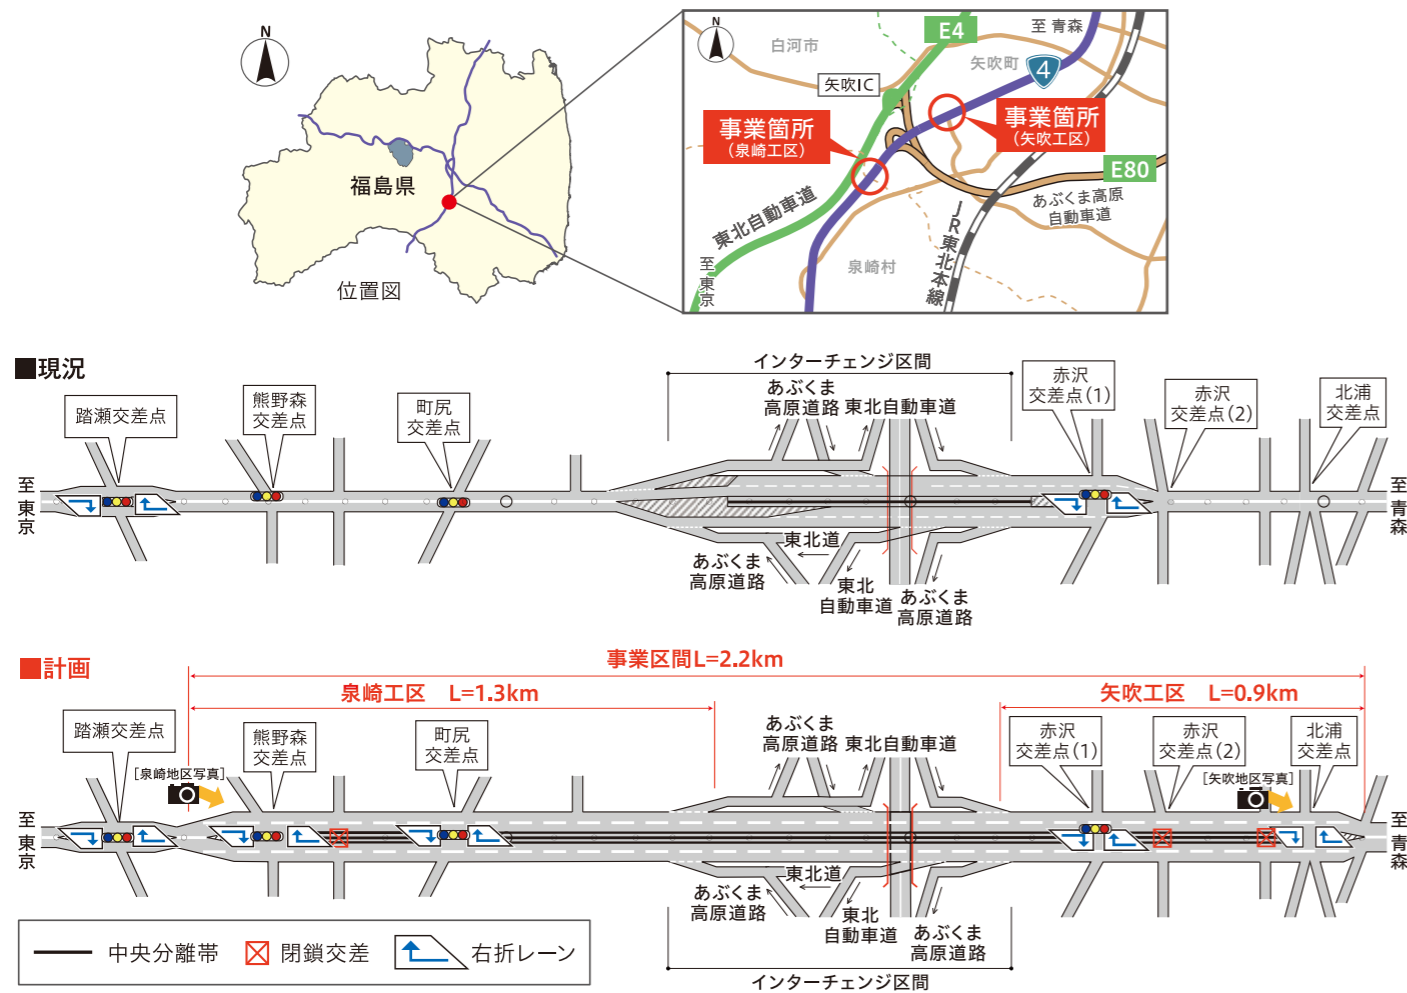 N
福島県
位置図
N
白河市
E4
至 青森
矢吹町
4
矢吹IC
事業箇所
（泉崎工区）
事業箇所
（矢吹工区）
E80
あぶくま高原
自動車道
東北自動車道
JR東北本線
泉崎村
至東京
■現況
インターチェンジ区間
踏瀬交差点
熊野森
交差点
町尻
交差点
あぶくま
高原道路
東北自動車道
赤沢
交差点(1)
赤沢
交差点(2)
北浦
交差点
至東京
至青森
あぶくま
高原道路
東北道
東北
自動車道
あぶくま
高原道路
■計画
事業区間L=2.2km
泉崎工区 L=1.3km
矢吹工区 L=0.9km
踏瀬交差点
熊野森
交差点
町尻
交差点
あぶくま
高原道路
東北自動車道
赤沢
交差点(1)
赤沢
交差点(2)
北浦
交差点
[泉崎地区写真]
[矢吹地区写真]
至東京
至青森
あぶくま
高原道路
東北道
東北
自動車道
あぶくま
高原道路
インターチェンジ区間
中央分離帯
閉鎖交差
右折レーン